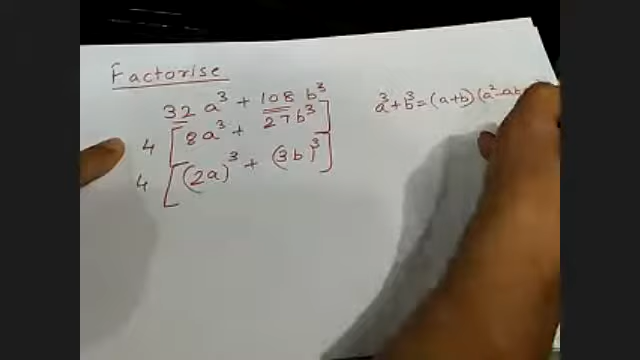 Factorise
32 a³ + 108 b³
4 [ 8a³ + 27b³ ]
4 [ (2a)³ + (3b)³ ]
a³ + b³ = (a+b) (a² - ab